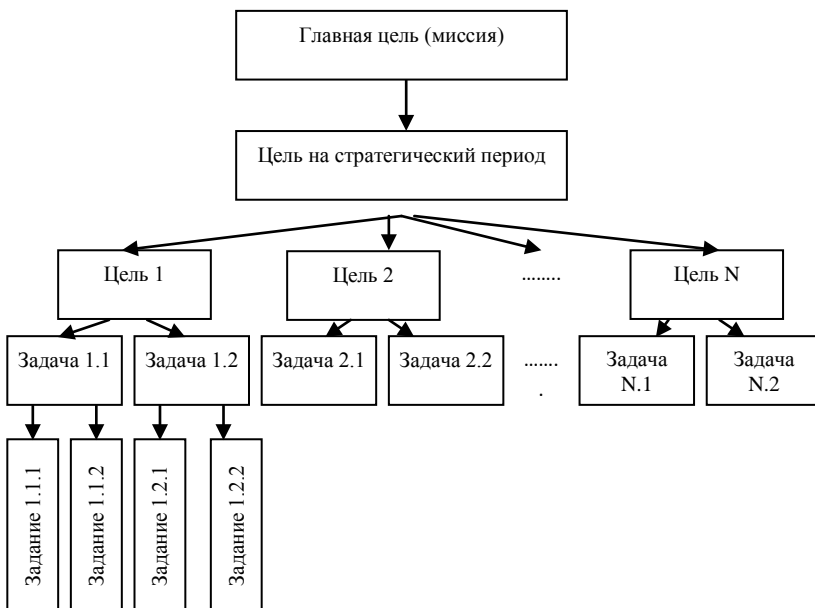 Главная цель (миссия)
Цель на стратегический период
Цель 1
Цель 2
........
Цель N
Задача 1.1
Задача 1.2
Задача 2.1
Задача 2.2
.......
.
Задача
N.1
Задача
N.2
Задание 1.1.1
Задание 1.1.2
Задание 1.2.1
Задание 1.2.2